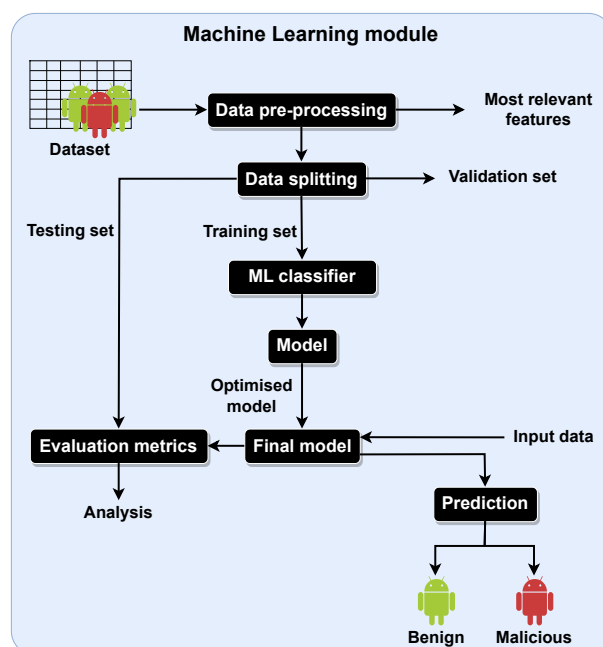 Machine Learning module
Data pre-processing
Most relevant
features
Dataset
Data splitting
Validation set
Testing set
Training set
ML classifier
Model
Optimised
model
Evaluation metrics
Final model
Input data
Analysis
Prediction
Benign
Malicious